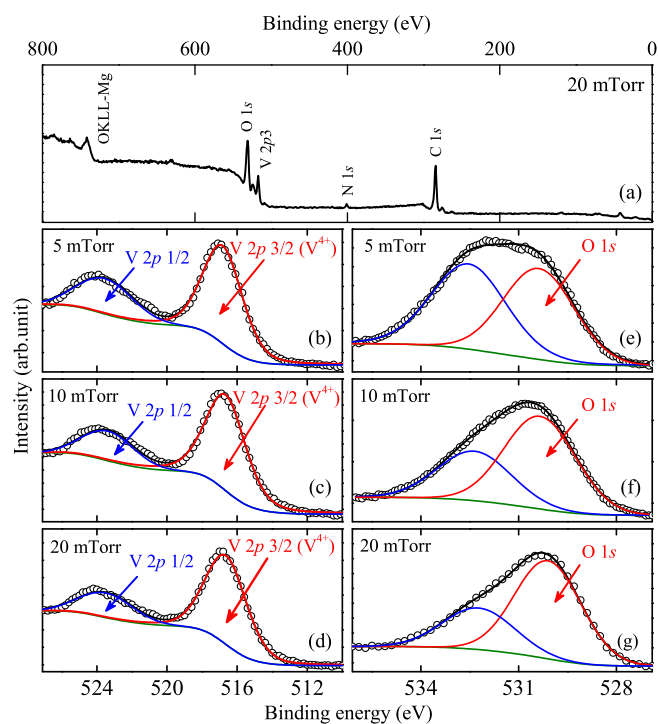 Binding energy (eV)
800 600 400 200 0
20 mTorr
OKLL-Mg
O 1s
V 2p3
N 1s
C 1s
(a)
Intensity (arb.unit)
5 mTorr
V 2p 1/2
V 2p 3/2 (V⁴⁺)
(b)
5 mTorr
O 1s
(e)
10 mTorr
V 2p 1/2
V 2p 3/2 (V⁴⁺)
(c)
10 mTorr
O 1s
(f)
20 mTorr
V 2p 1/2
V 2p 3/2 (V⁴⁺)
(d)
20 mTorr
O 1s
(g)
524 520 516 512 534 531 528
Binding energy (eV)